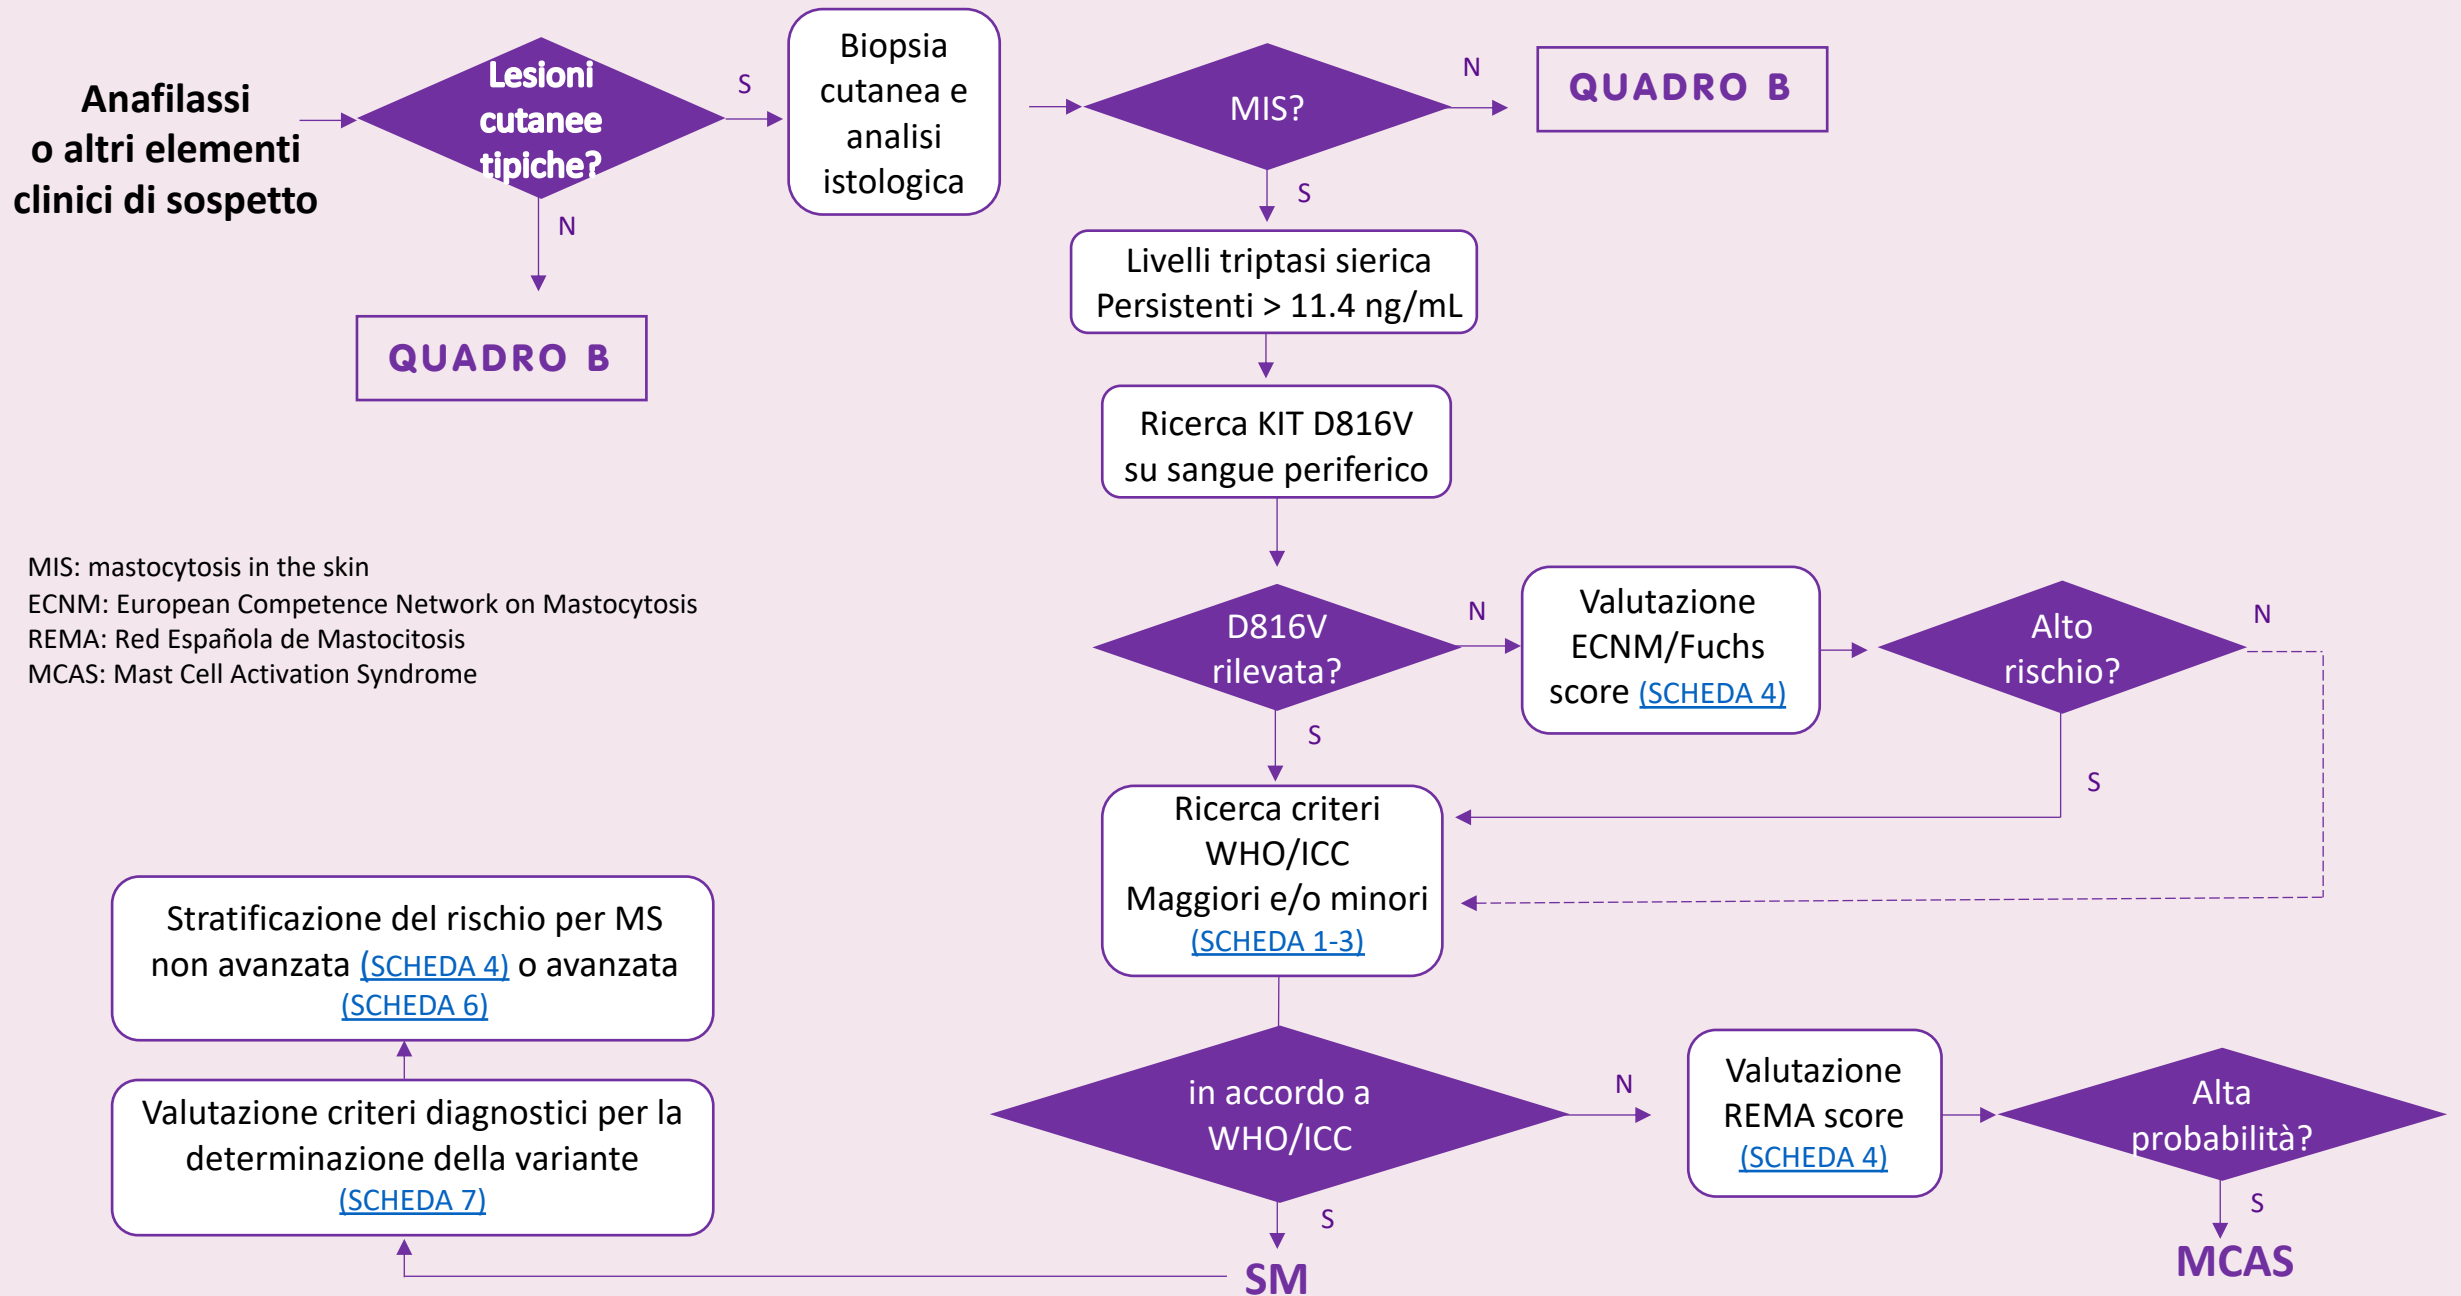 Anafilassi
o altri elementi
clinici di sospetto
Lesioni
cutanee
tipiche?
S
N
QUADRO B
Biopsia
cutanea e
analisi
istologica
MIS?
N
QUADRO B
S
Livelli triptasi sierica
Persistenti > 11.4 ng/mL
Ricerca KIT D816V
su sangue periferico
MIS: mastocytosis in the skin
ECNM: European Competence Network on Mastocytosis
REMA: Red Española de Mastocitosis
MCAS: Mast Cell Activation Syndrome
D816V
rilevata?
N
S
Valutazione
ECNM/Fuchs
score (SCHEDA 4)
Alto
rischio?
N
S
Ricerca criteri
WHO/ICC
Maggiori e/o minori
(SCHEDA 1-3)
in accordo a
WHO/ICC
N
S
Valutazione
REMA score
(SCHEDA 4)
Alta
probabilità?
S
MCAS
SM
Valutazione criteri diagnostici per la
determinazione della variante
(SCHEDA 7)
Stratificazione del rischio per MS
non avanzata (SCHEDA 4) o avanzata
(SCHEDA 6)